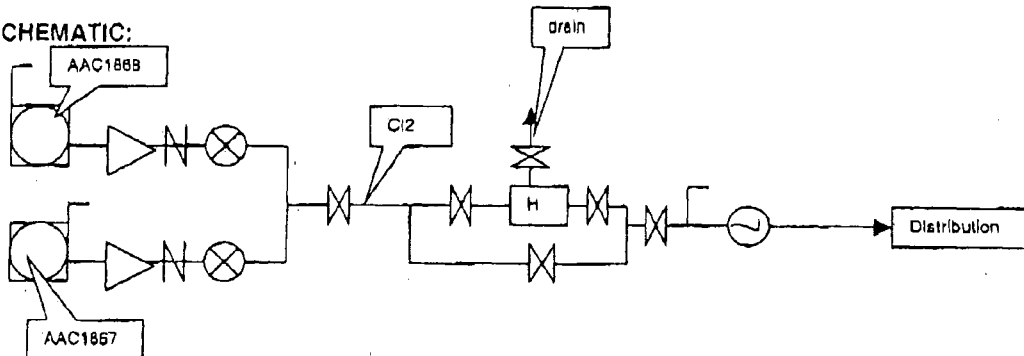 CHEMATIC:
drain
AAC1868
Cl2
H
Distribution
AAC1867